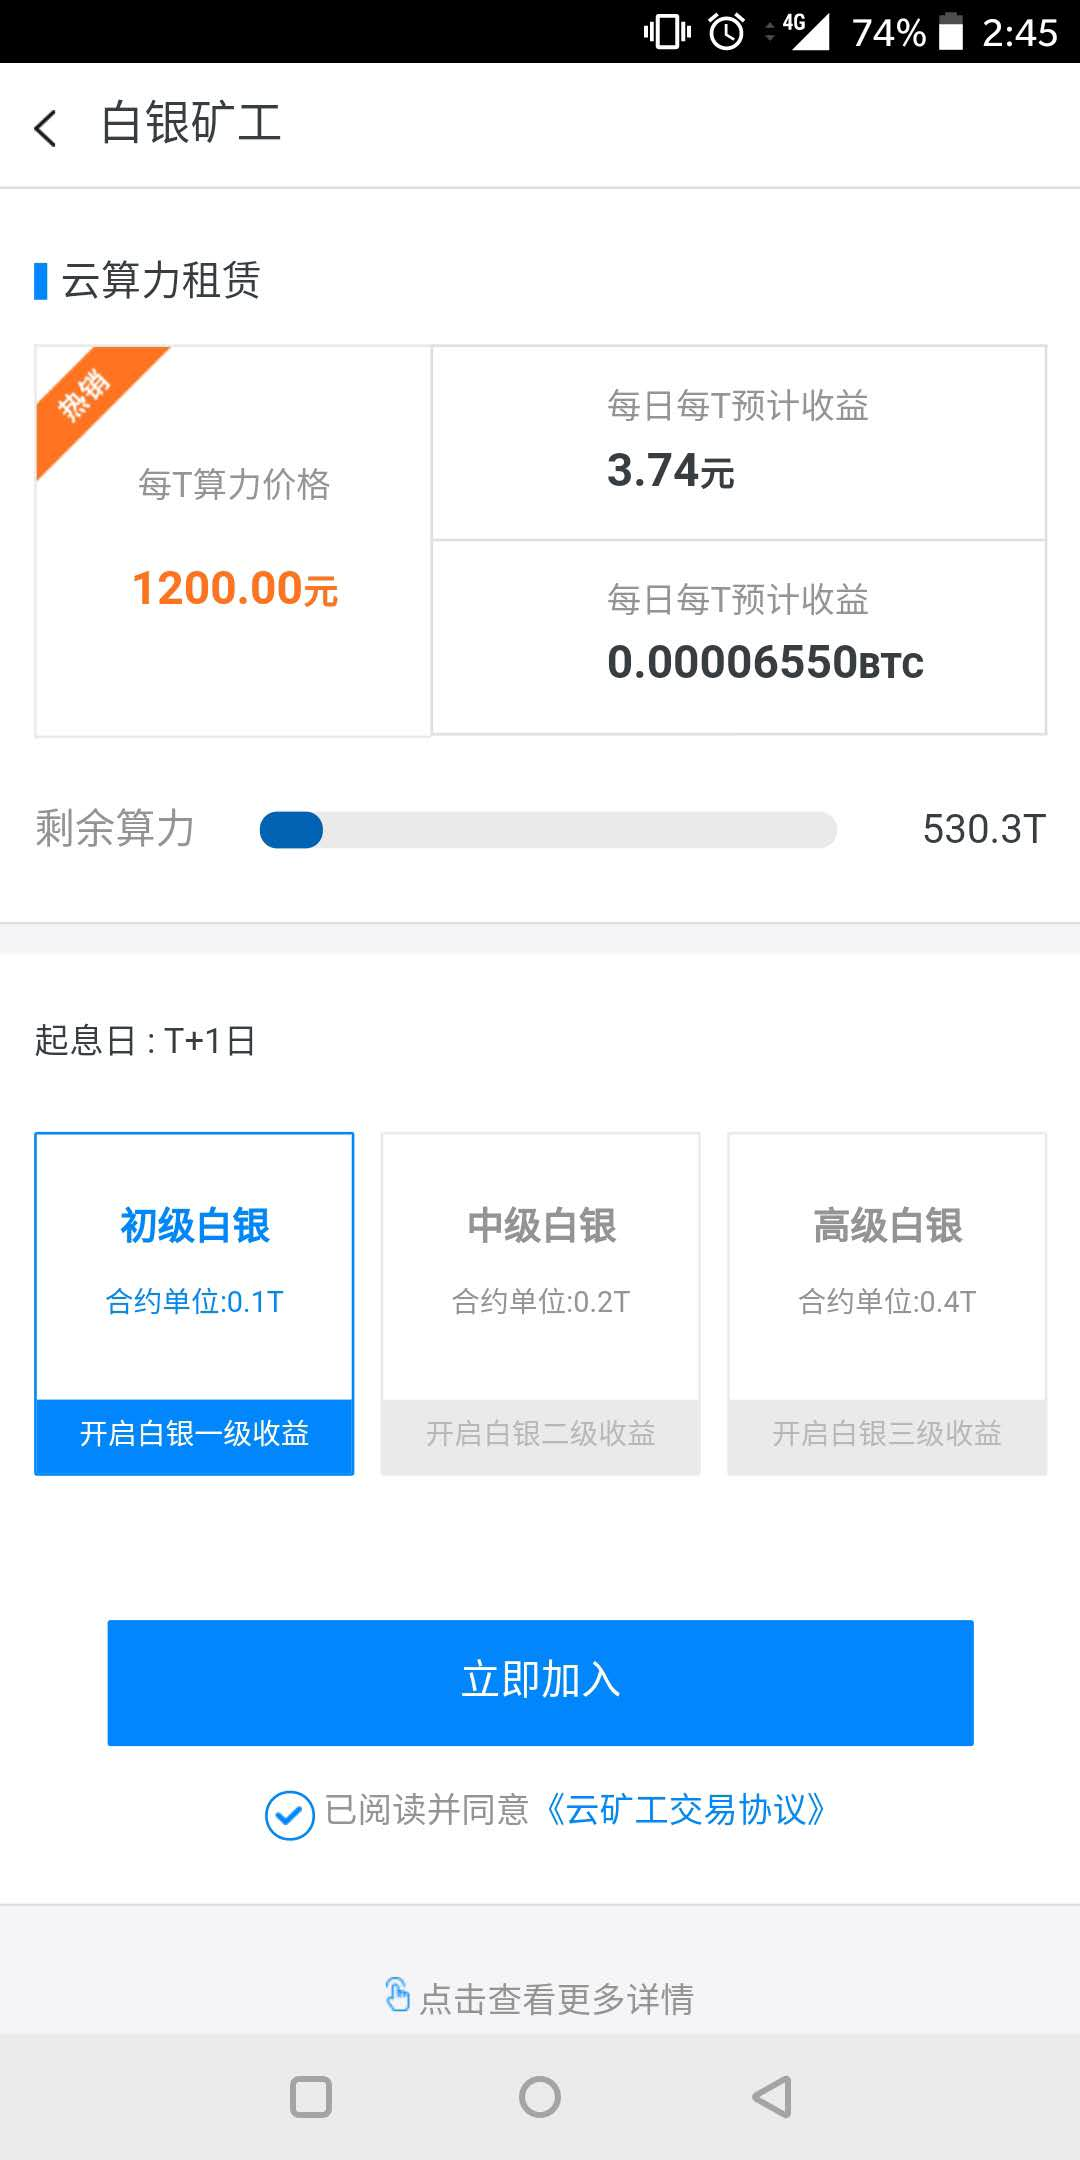 4G 74% 2:45
白银矿工
云算力租赁
热销
每T算力价格
1200.00元
每日每T预计收益
3.74元
每日每T预计收益
0.00006550BTC
剩余算力 530.3T
起息日 : T+1日
初级白银
合约单位:0.1T
开启白银一级收益
中级白银
合约单位:0.2T
开启白银二级收益
高级白银
合约单位:0.4T
开启白银三级收益
立即加入
已阅读并同意《云矿工交易协议》
点击查看更多详情